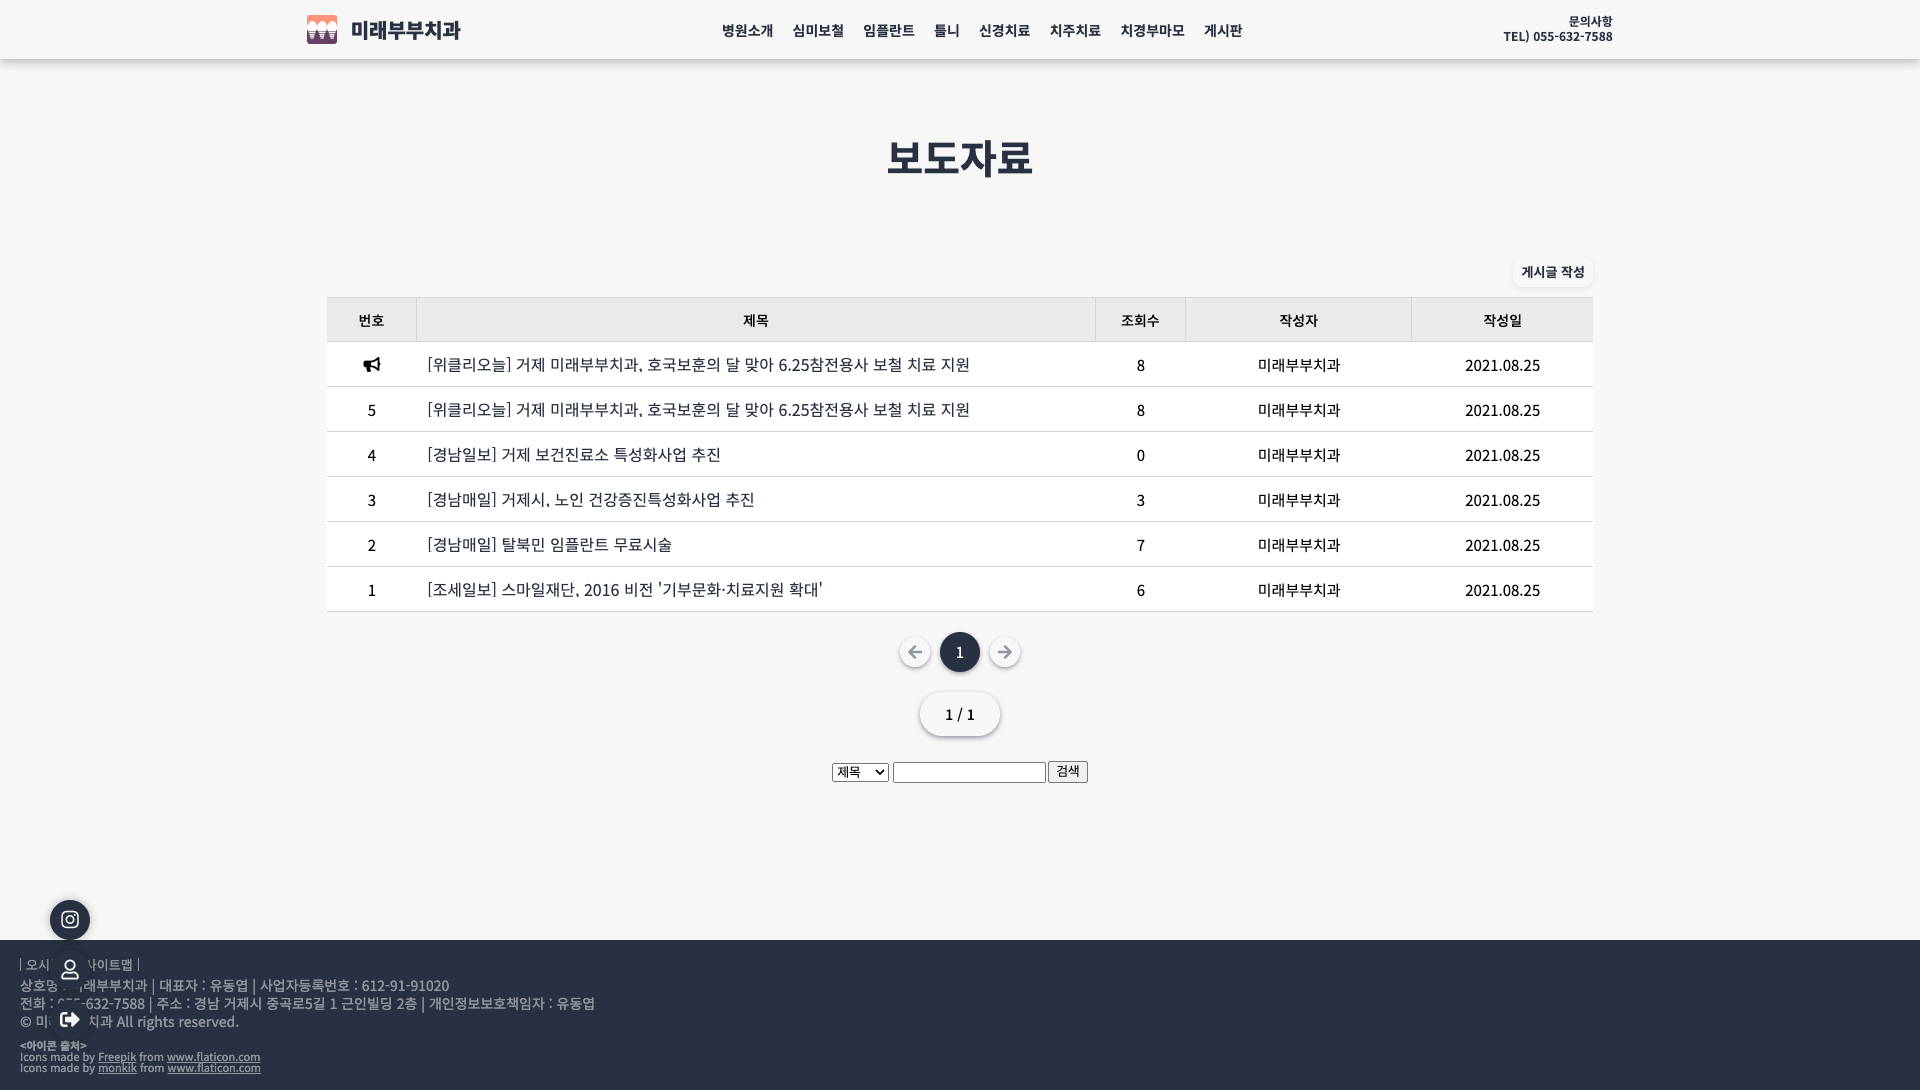 미래부부치과
병원소개 심미보철 임플란트 틀니 신경치료 치주치료 치경부마모 게시판
문의사항
TEL) 055-632-7588
보도자료
게시글 작성
번호 제목 조회수 작성자 작성일
[위클리오늘] 거제 미래부부치과, 호국보훈의 달 맞아 6.25참전용사 보철 치료 지원 8 미래부부치과 2021.08.25
5 [위클리오늘] 거제 미래부부치과, 호국보훈의 달 맞아 6.25참전용사 보철 치료 지원 8 미래부부치과 2021.08.25
4 [경남일보] 거제 보건진료소 특성화사업 추진 0 미래부부치과 2021.08.25
3 [경남매일] 거제시, 노인 건강증진특성화사업 추진 3 미래부부치과 2021.08.25
2 [경남매일] 탈북민 임플란트 무료시술 7 미래부부치과 2021.08.25
1 [조세일보] 스마일재단, 2016 비전 '기부문화·치료지원 확대' 6 미래부부치과 2021.08.25
1
1 / 1
제목 검색
| 오시 사이트맵 |
상호명 : 미래부부치과 | 대표자 : 유동엽 | 사업자등록번호 : 612-91-91020
전화 : 055-632-7588 | 주소 : 경남 거제시 중곡로5길 1 근인빌딩 2층 | 개인정보보호책임자 : 유동엽
© 미 치과 All rights reserved.
<아이콘 출처>
Icons made by Freepik from www.flaticon.com
Icons made by monkik from www.flaticon.com